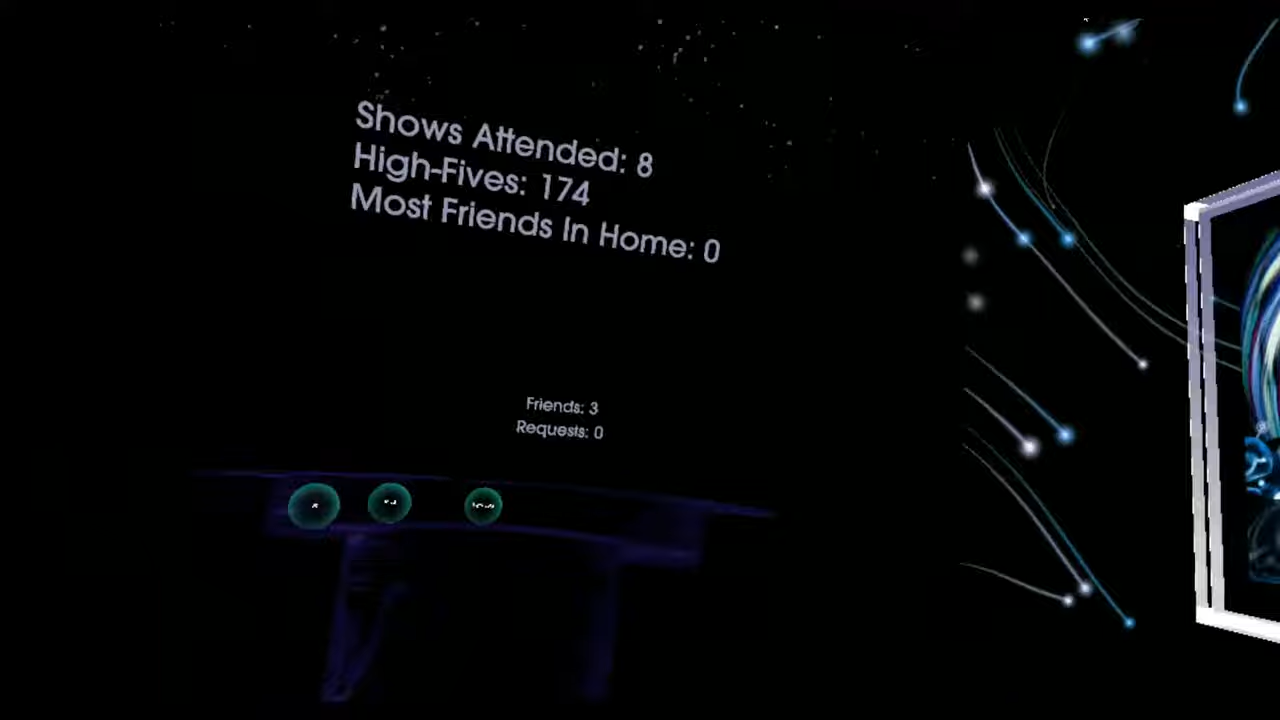 Shows Attended: 8
High-Fives: 174
Most Friends In Home: 0
Friends: 3
Requests: 0